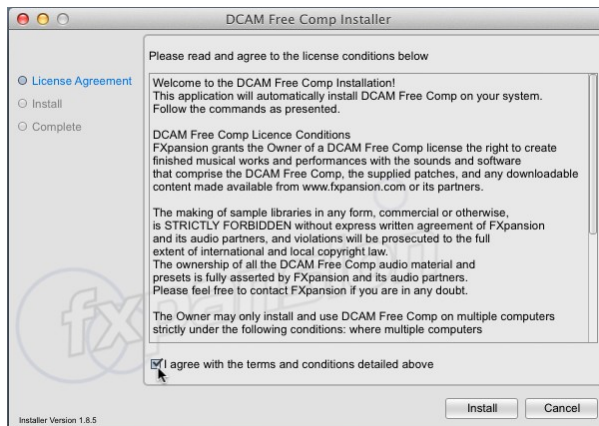 DCAM Free Comp Installer
Please read and agree to the license conditions below
License Agreement
Install
Complete
Welcome to the DCAM Free Comp Installation!
This application will automatically install DCAM Free Comp on your system.
Follow the commands as presented.
DCAM Free Comp Licence Conditions
FXpansion grants the Owner of a DCAM Free Comp license the right to create
finished musical works and performances with the sounds and software
that comprise the DCAM Free Comp, the supplied patches, and any downloadable
content made available from www.fxpansion.com or its partners.
The making of sample libraries in any form, commercial or otherwise,
is STRICTLY FORBIDDEN without express written agreement of FXpansion
and its audio partners, and violations will be prosecuted to the full
extent of international and local copyright law.
The ownership of all the DCAM Free Comp audio material and
presets is fully asserted by FXpansion and its audio partners.
Please feel free to contact FXpansion if you are in any doubt.
The Owner may only install and use DCAM Free Comp on multiple computers
strictly under the following conditions: where multiple computers
fxpansion
I agree with the terms and conditions detailed above
Install
Cancel
Installer Version 1.8.5